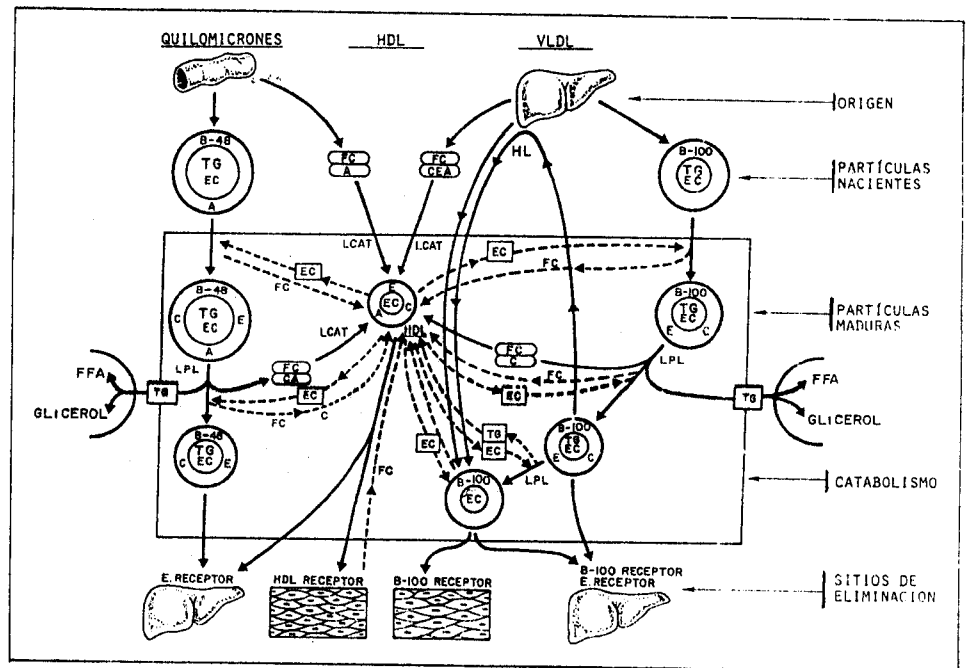 QUILOMICRONES HDL VLDL
ORIGEN
B-48
TG
EC
A
FC
A
FC
CEA
HL
B-100
TG
EC
PARTÍCULAS
NACIENTES
LCAT LCAT
EC
EC
FC
FC
B-48
TG
EC
C E
A
E
EC
A C
HDL
LCAT
B-100
TG
EC
E C
PARTÍCULAS
MADURAS
LPL
FC
CA
FC
C
LPL
FFA
TG
GLICEROL
EC
C
FC
FC
EC
TG
FFA
GLICEROL
B-48
TG
EC
C E
EC
TG
EC
B-100
TG
EC
E C
LPL
FC
B-100
EC
CATABOLISMO
E. RECEPTOR
HDL RECEPTOR
B-100 RECEPTOR
B-100 RECEPTOR
E. RECEPTOR
SITIOS DE
ELIMINACION